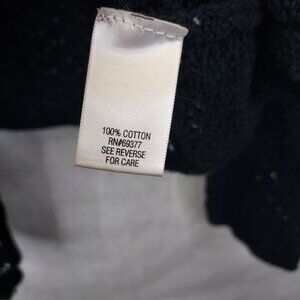 100% COTTON
RN#69377
SEE REVERSE
FOR CARE